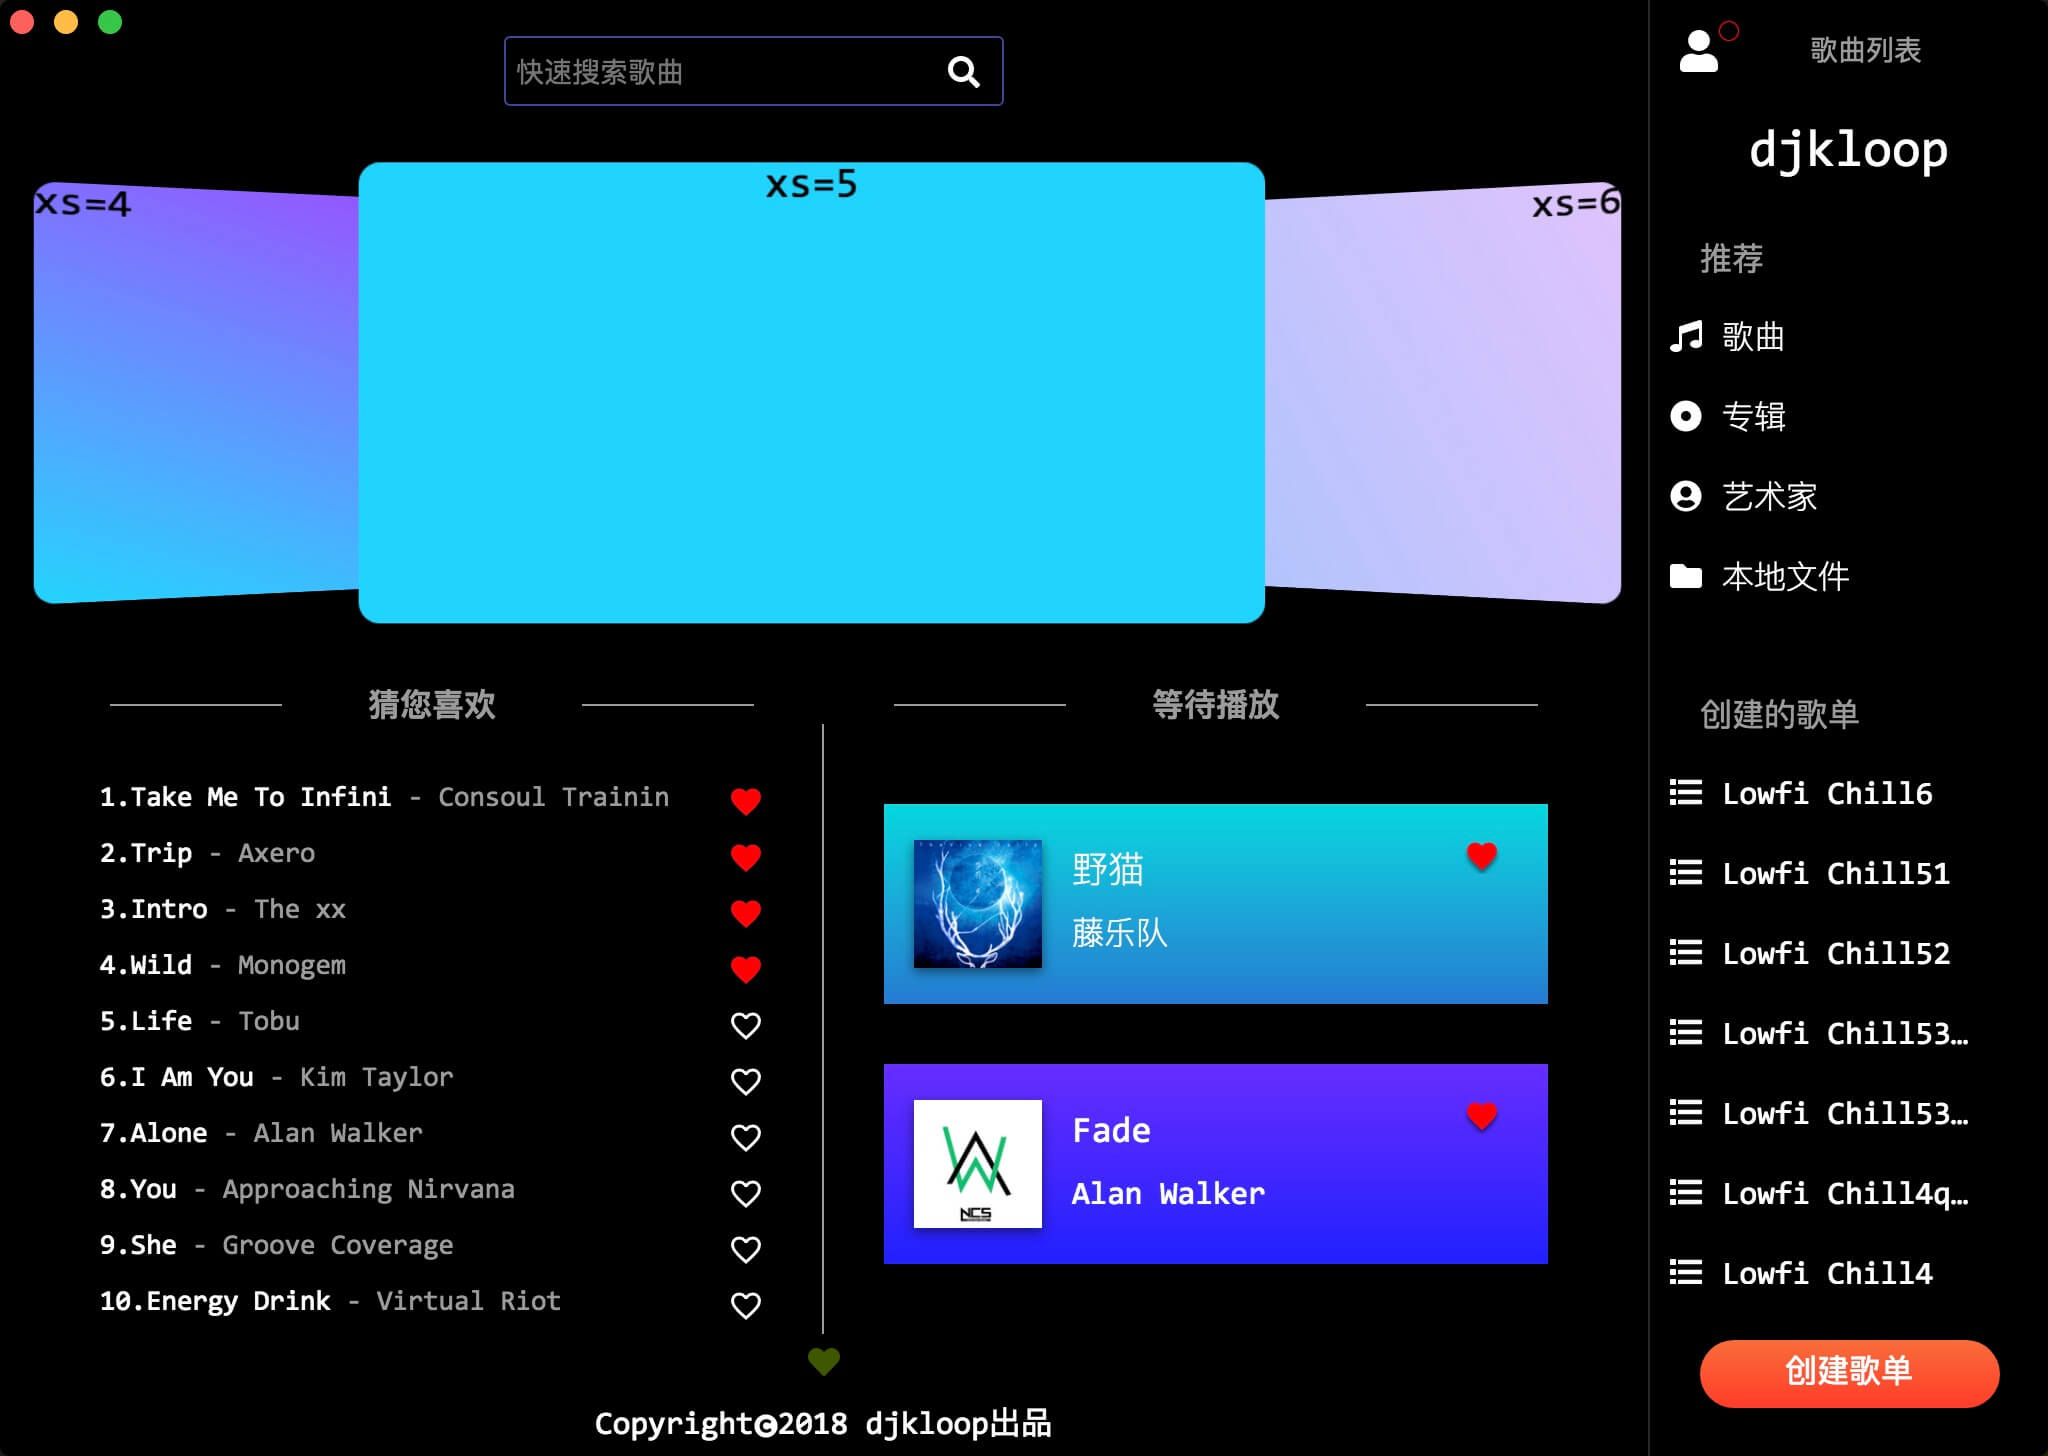 快速搜索歌曲
xs=4
xs=5
xs=6
猜您喜欢
1.Take Me To Infini - Consoul Trainin
2.Trip - Axero
3.Intro - The xx
4.Wild - Monogem
5.Life - Tobu
6.I Am You - Kim Taylor
7.Alone - Alan Walker
8.You - Approaching Nirvana
9.She - Groove Coverage
10.Energy Drink - Virtual Riot
等待播放
野猫
藤乐队
Fade
Alan Walker
NCS
Copyright©2018 djkloop出品
歌曲列表
djkloop
推荐
歌曲
专辑
艺术家
本地文件
创建的歌单
Lowfi Chill6
Lowfi Chill51
Lowfi Chill52
Lowfi Chill53…
Lowfi Chill53…
Lowfi Chill4q…
Lowfi Chill4
创建歌单